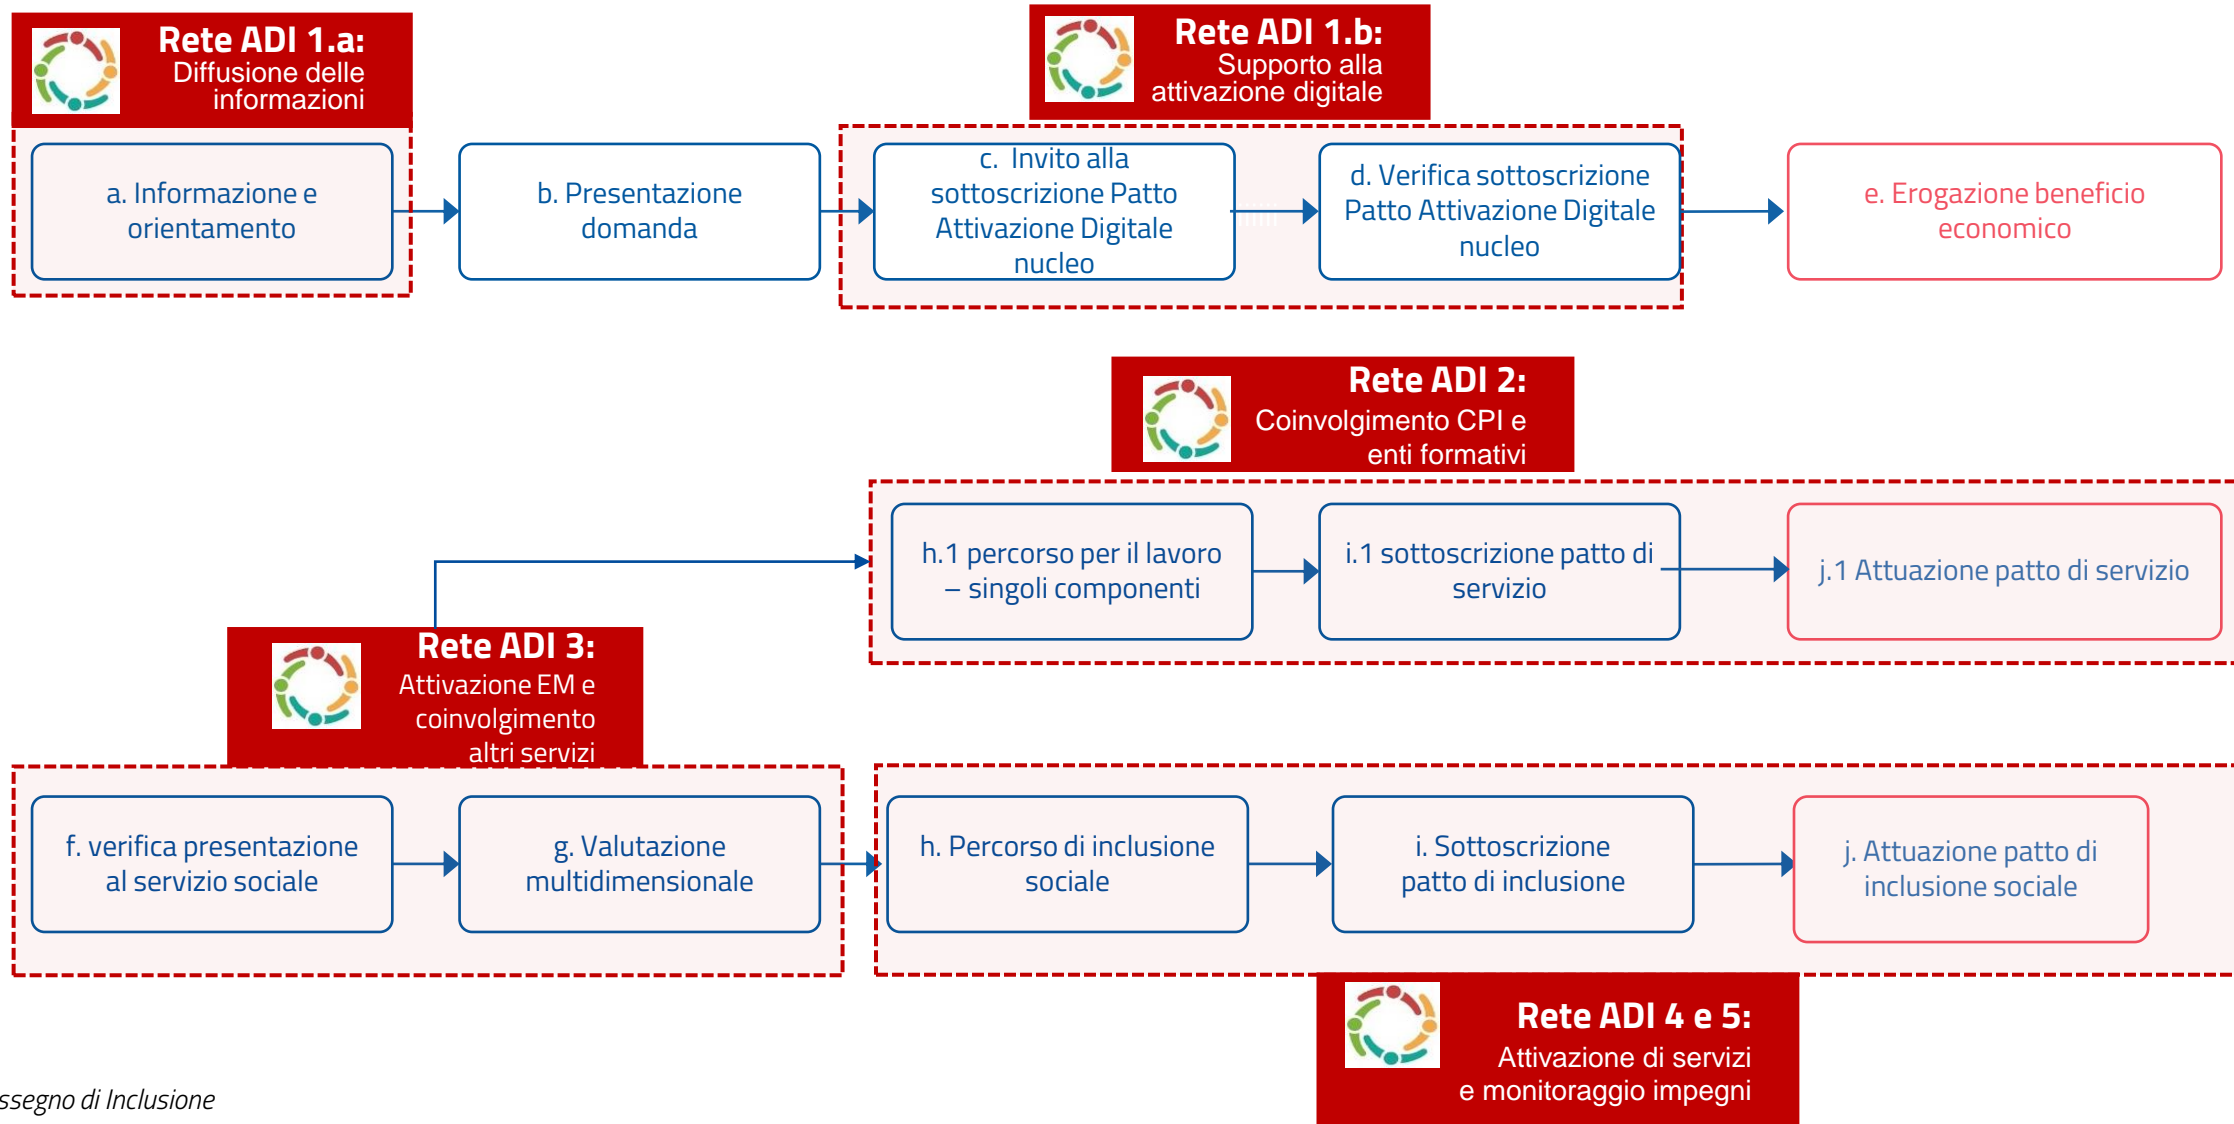 Rete ADI 1.a:
Diffusione delle
informazioni
Rete ADI 1.b:
Supporto alla
attivazione digitale
a. Informazione e
orientamento
b. Presentazione
domanda
c. Invito alla
sottoscrizione Patto
Attivazione Digitale
nucleo
d. Verifica sottoscrizione
Patto Attivazione Digitale
nucleo
e. Erogazione beneficio
economico
Rete ADI 2:
Coinvolgimento CPI e
enti formativi
h.1 percorso per il lavoro
– singoli componenti
i.1 sottoscrizione patto di
servizio
j.1 Attuazione patto di servizio
Rete ADI 3:
Attivazione EM e
coinvolgimento
altri servizi
f. verifica presentazione
al servizio sociale
g. Valutazione
multidimensionale
h. Percorso di inclusione
sociale
i. Sottoscrizione
patto di inclusione
j. Attuazione patto di
inclusione sociale
Rete ADI 4 e 5:
Attivazione di servizi
e monitoraggio impegni
ssegno di Inclusione